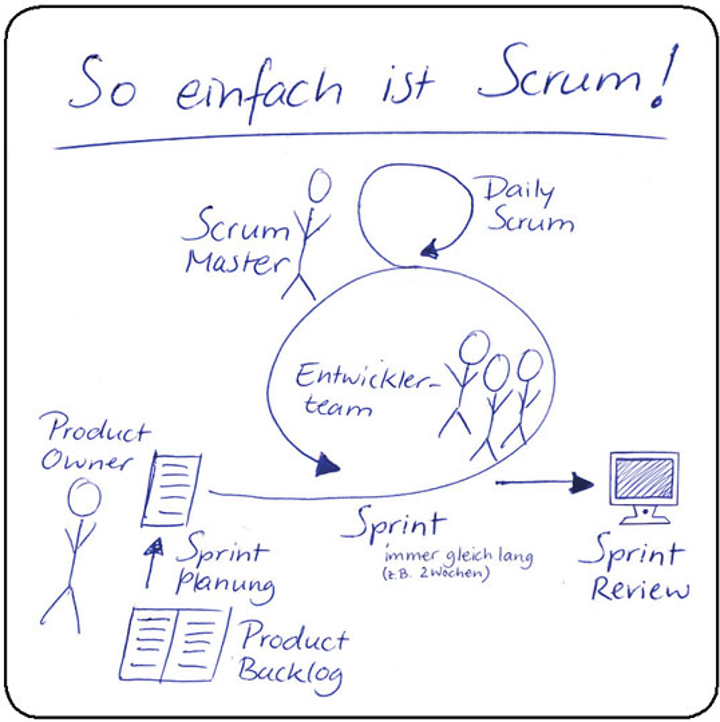 So einfach ist Scrum!
Daily
Scrum
Scrum
Master
Entwickler-
team
Product
Owner
Sprint
immer gleich lang
(z.B. 2 Wochen)
Sprint
planung
Sprint
Review
Product
Backlog